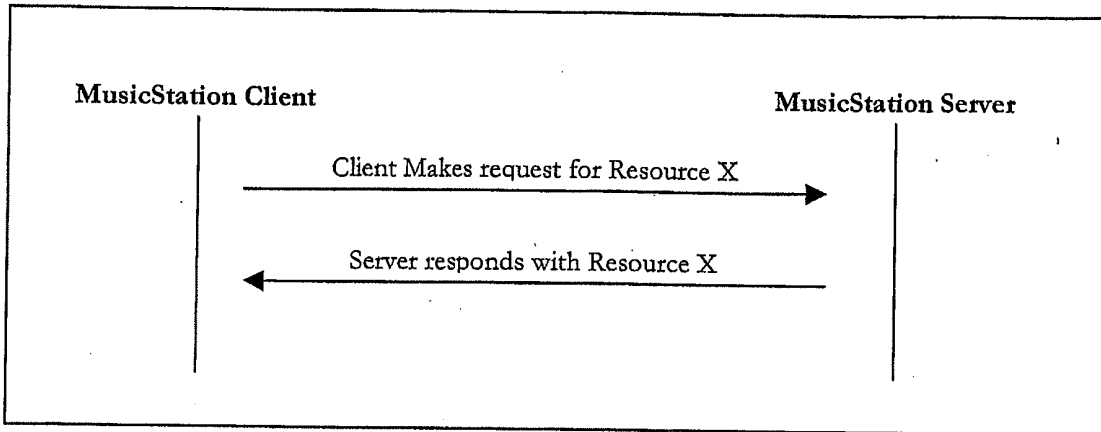 MusicStation Client
MusicStation Server
Client Makes request for Resource X
Server responds with Resource X